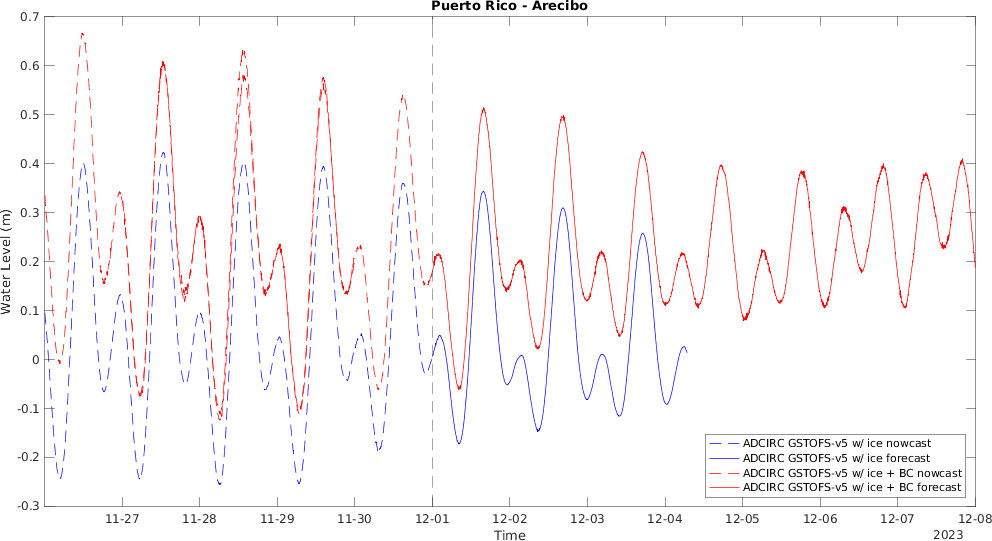 Puerto Rico - Arecibo
Water Level (m)
0.7
0.6
0.5
0.4
0.3
0.2
0.1
0
-0.1
-0.2
-0.3
11-27 11-28 11-29 11-30 12-01 12-02 12-03 12-04 12-05 12-06 12-07 12-08
Time
2023
ADCIRC GSTOFS-v5 w/ ice nowcast
ADCIRC GSTOFS-v5 w/ ice forecast
ADCIRC GSTOFS-v5 w/ ice + BC nowcast
ADCIRC GSTOFS-v5 w/ ice + BC forecast